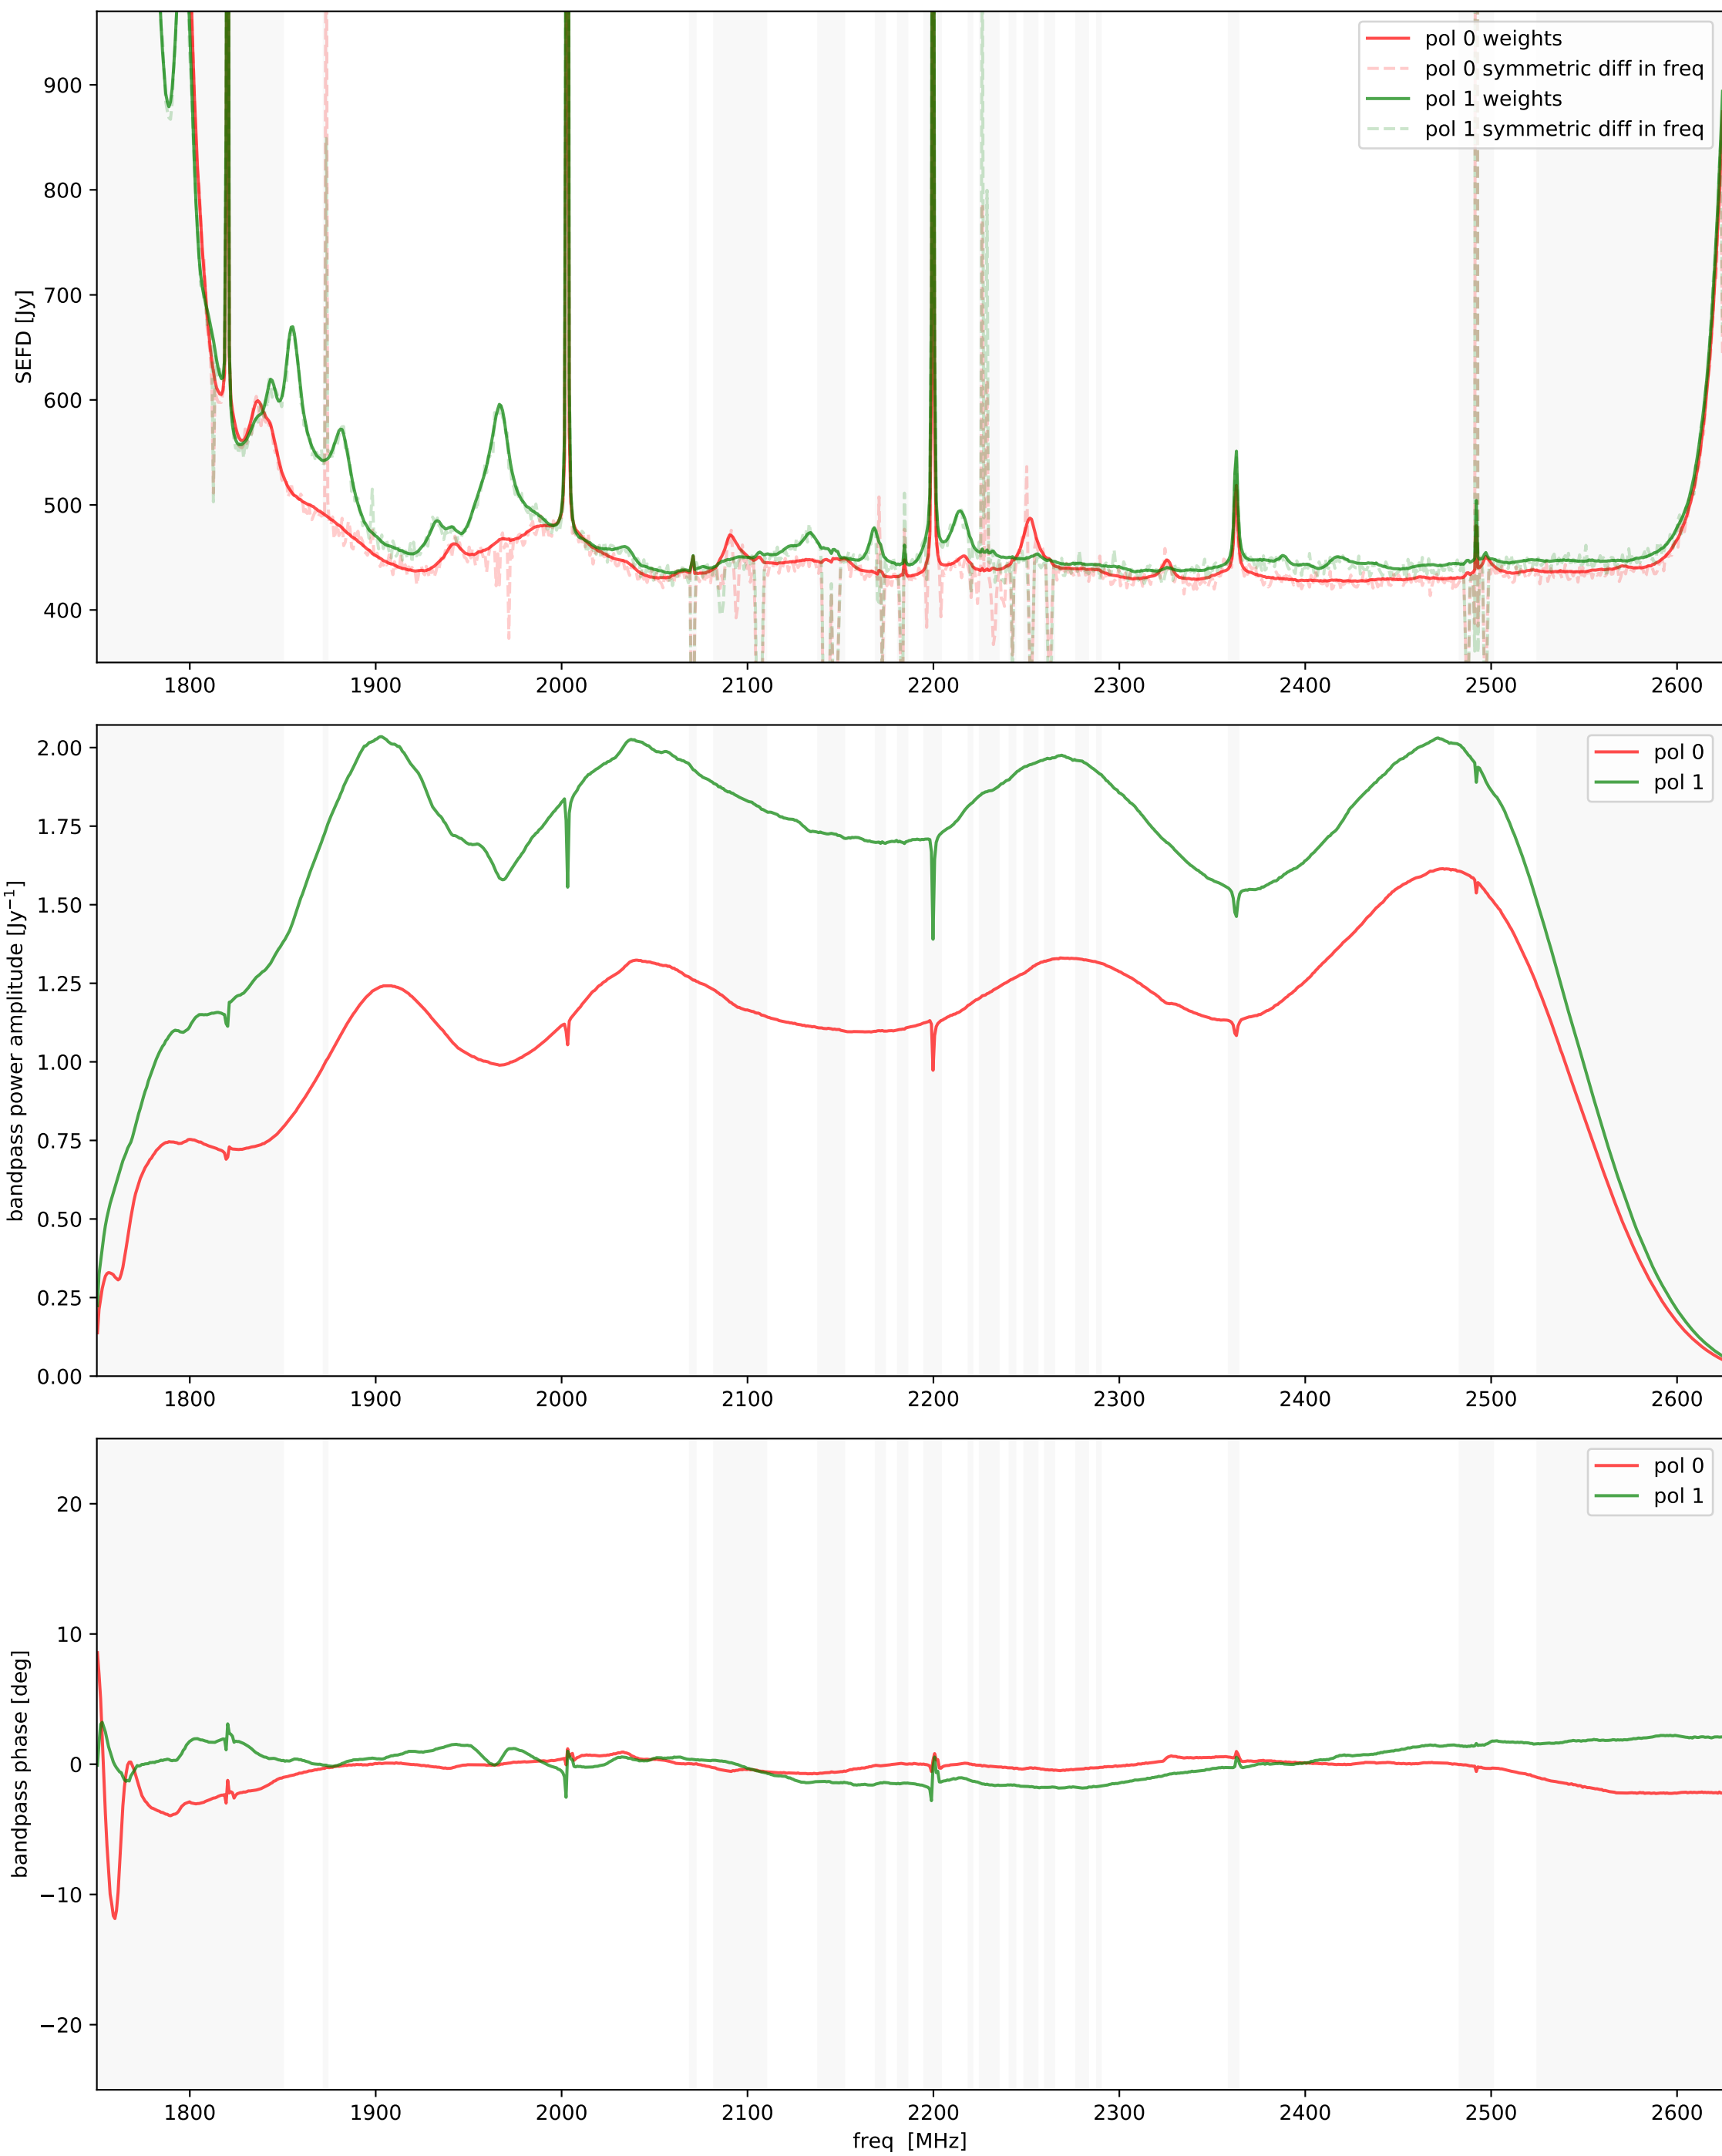 900
800
700
600
500
400
SEFD [Jy]
pol 0 weights
pol 0 symmetric diff in freq
pol 1 weights
pol 1 symmetric diff in freq
1800 1900 2000 2100 2200 2300 2400 2500 2600
2.00
1.75
1.50
1.25
1.00
0.75
0.50
0.25
0.00
bandpass power amplitude [Jy⁻¹]
pol 0
pol 1
1800 1900 2000 2100 2200 2300 2400 2500 2600
20
10
0
−10
−20
bandpass phase [deg]
pol 0
pol 1
1800 1900 2000 2100 2200 2300 2400 2500 2600
freq [MHz]